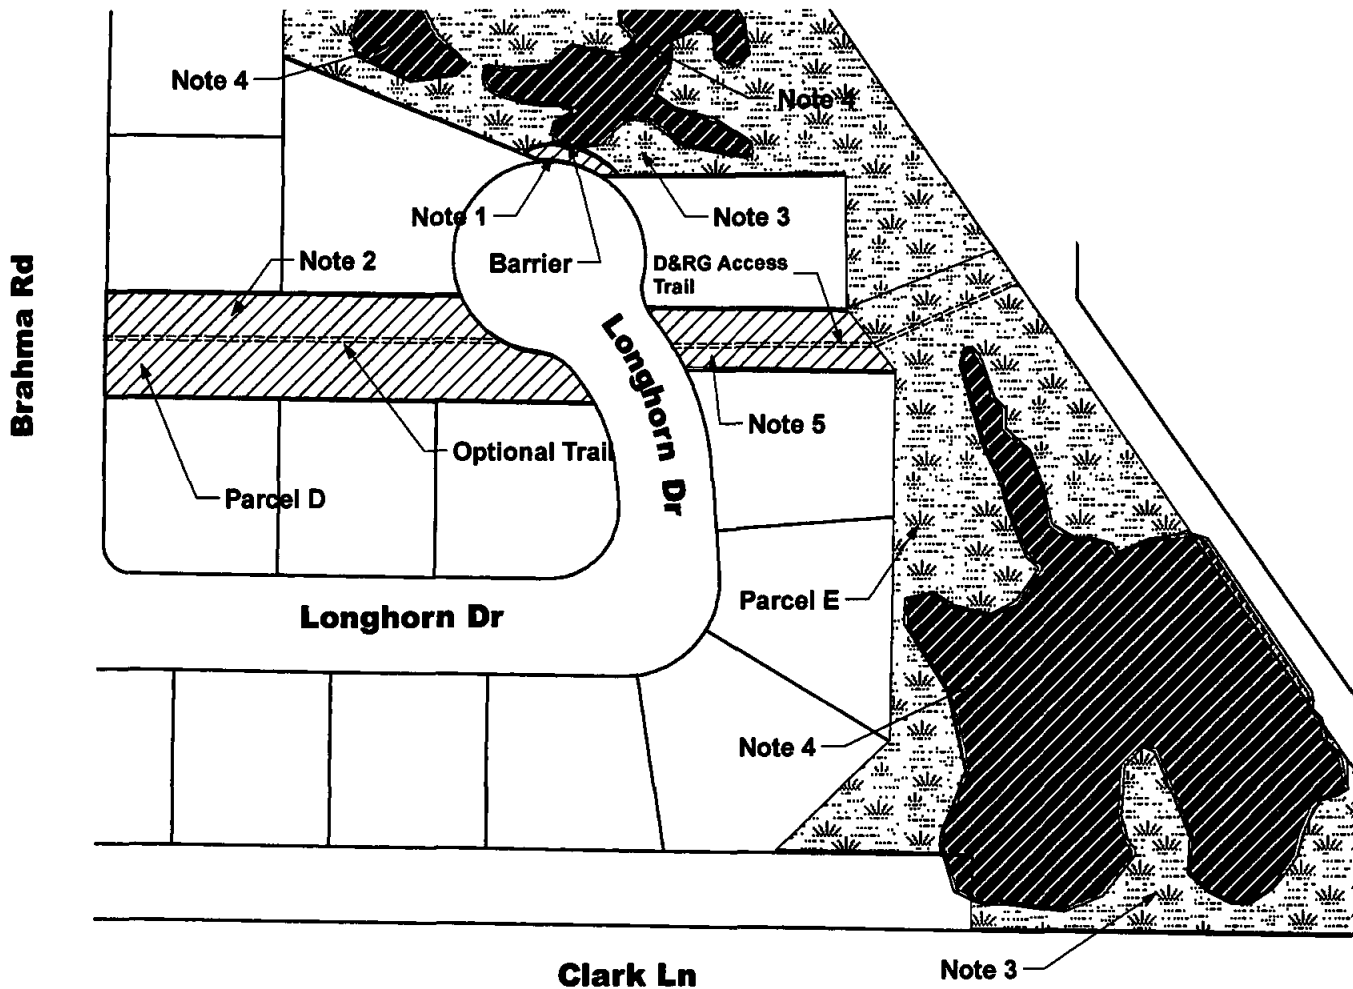 Note 4
Note 4
Note 1
Note 3
Note 2
Barrier
D&RG Access
Trail
Brahma Rd
Longhorn Dr
Note 5
Optional Trail
Parcel D
Parcel E
Longhorn Dr
Note 4
Clark Ln
Note 3